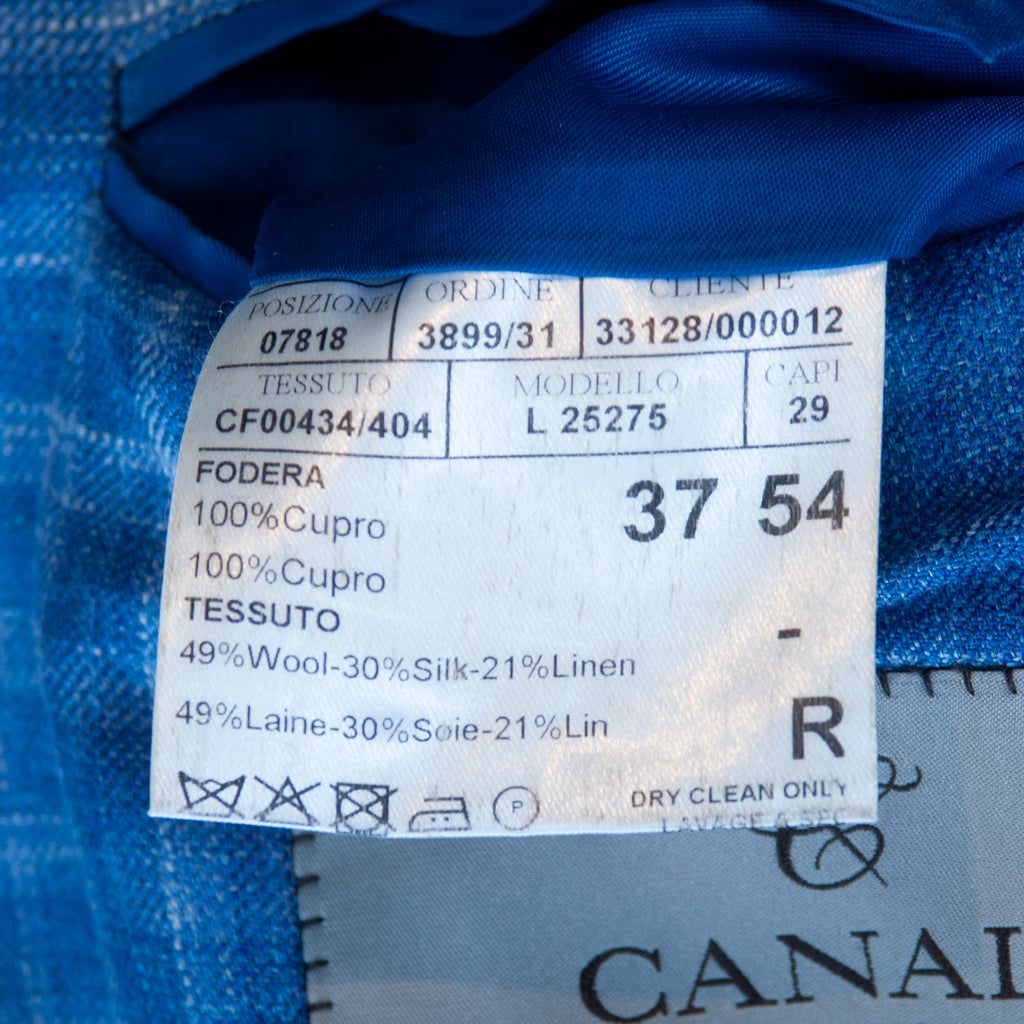 POSIZIONE ORDINE CLIENTE
07818 3899/31 33128/000012
TESSUTO MODELLO CAPI
CF00434/404 L 25275 29
FODERA
37 54
100%Cupro
100%Cupro
TESSUTO
-
49%Wool-30%Silk-21%Linen
49%Laine-30%Soie-21%Lin
R
P
DRY CLEAN ONLY
LAVAGE A SEC
&
CANAL